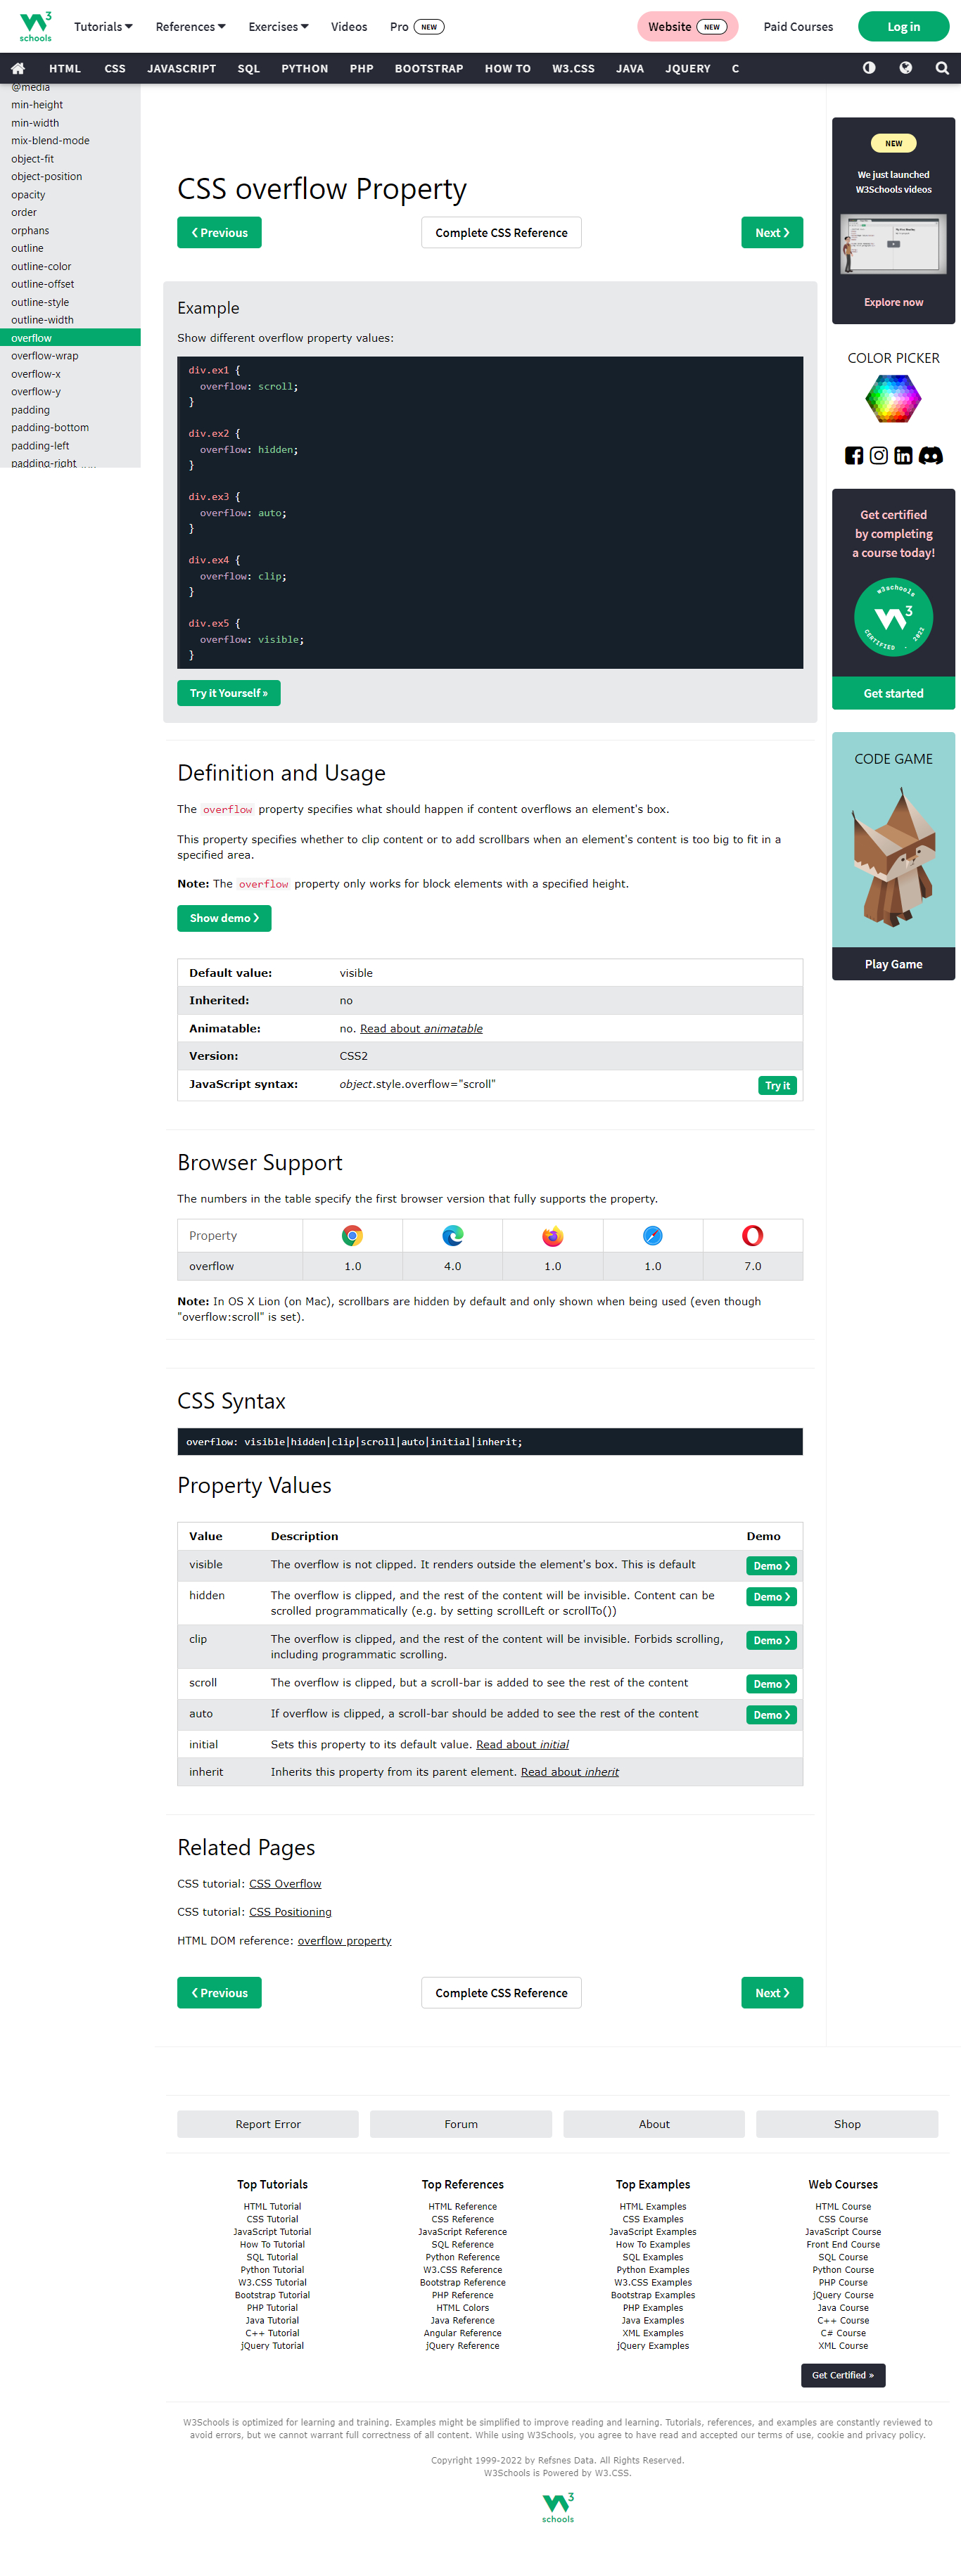 W3
schools
Tutorials
References
Exercises
Videos
Pro NEW
Website NEW
Paid Courses
Log in
HTML
CSS
JAVASCRIPT
SQL
PYTHON
PHP
BOOTSTRAP
HOW TO
W3.CSS
JAVA
JQUERY
C
@media
min-height
min-width
mix-blend-mode
object-fit
object-position
opacity
order
orphans
outline
outline-color
outline-offset
outline-style
outline-width
overflow
overflow-wrap
overflow-x
overflow-y
padding
padding-bottom
padding-left
padding-right
CSS overflow Property
❮ Previous
Complete CSS Reference
Next ❯
Example
Show different overflow property values:
div.ex1 {
overflow: scroll;
}
div.ex2 {
overflow: hidden;
}
div.ex3 {
overflow: auto;
}
div.ex4 {
overflow: clip;
}
div.ex5 {
overflow: visible;
}
Try it Yourself »
Definition and Usage
The overflow property specifies what should happen if content overflows an element's box.
This property specifies whether to clip content or to add scrollbars when an element's content is too big to fit in a
specified area.
Note: The overflow property only works for block elements with a specified height.
Show demo ❯
Default value: visible
Inherited: no
Animatable: no. Read about animatable
Version: CSS2
JavaScript syntax: object.style.overflow="scroll" Try it
Browser Support
The numbers in the table specify the first browser version that fully supports the property.
Property
overflow 1.0 4.0 1.0 1.0 7.0
Note: In OS X Lion (on Mac), scrollbars are hidden by default and only shown when being used (even though
"overflow:scroll" is set).
CSS Syntax
overflow: visible|hidden|clip|scroll|auto|initial|inherit;
Property Values
Value Description Demo
visible The overflow is not clipped. It renders outside the element's box. This is default Demo ❯
hidden The overflow is clipped, and the rest of the content will be invisible. Content can be Demo ❯
scrolled programmatically (e.g. by setting scrollLeft or scrollTo())
clip The overflow is clipped, and the rest of the content will be invisible. Forbids scrolling, Demo ❯
including programmatic scrolling.
scroll The overflow is clipped, but a scroll-bar is added to see the rest of the content Demo ❯
auto If overflow is clipped, a scroll-bar should be added to see the rest of the content Demo ❯
initial Sets this property to its default value. Read about initial
inherit Inherits this property from its parent element. Read about inherit
Related Pages
CSS tutorial: CSS Overflow
CSS tutorial: CSS Positioning
HTML DOM reference: overflow property
❮ Previous
Complete CSS Reference
Next ❯
NEW
We just launched
W3Schools videos
Explore now
COLOR PICKER
Get certified
by completing
a course today!
w3schools
W3
CERTIFIED . 2022
Get started
CODE GAME
Play Game
Report Error
Forum
About
Shop
Top Tutorials
HTML Tutorial
CSS Tutorial
JavaScript Tutorial
How To Tutorial
SQL Tutorial
Python Tutorial
W3.CSS Tutorial
Bootstrap Tutorial
PHP Tutorial
Java Tutorial
C++ Tutorial
jQuery Tutorial
Top References
HTML Reference
CSS Reference
JavaScript Reference
SQL Reference
Python Reference
W3.CSS Reference
Bootstrap Reference
PHP Reference
HTML Colors
Java Reference
Angular Reference
jQuery Reference
Top Examples
HTML Examples
CSS Examples
JavaScript Examples
How To Examples
SQL Examples
Python Examples
W3.CSS Examples
Bootstrap Examples
PHP Examples
Java Examples
XML Examples
jQuery Examples
Web Courses
HTML Course
CSS Course
JavaScript Course
Front End Course
SQL Course
Python Course
PHP Course
jQuery Course
Java Course
C++ Course
C# Course
XML Course
Get Certified »
W3Schools is optimized for learning and training. Examples might be simplified to improve reading and learning. Tutorials, references, and examples are constantly reviewed to
avoid errors, but we cannot warrant full correctness of all content. While using W3Schools, you agree to have read and accepted our terms of use, cookie and privacy policy.
Copyright 1999-2022 by Refsnes Data. All Rights Reserved.
W3Schools is Powered by W3.CSS.
W3
schools